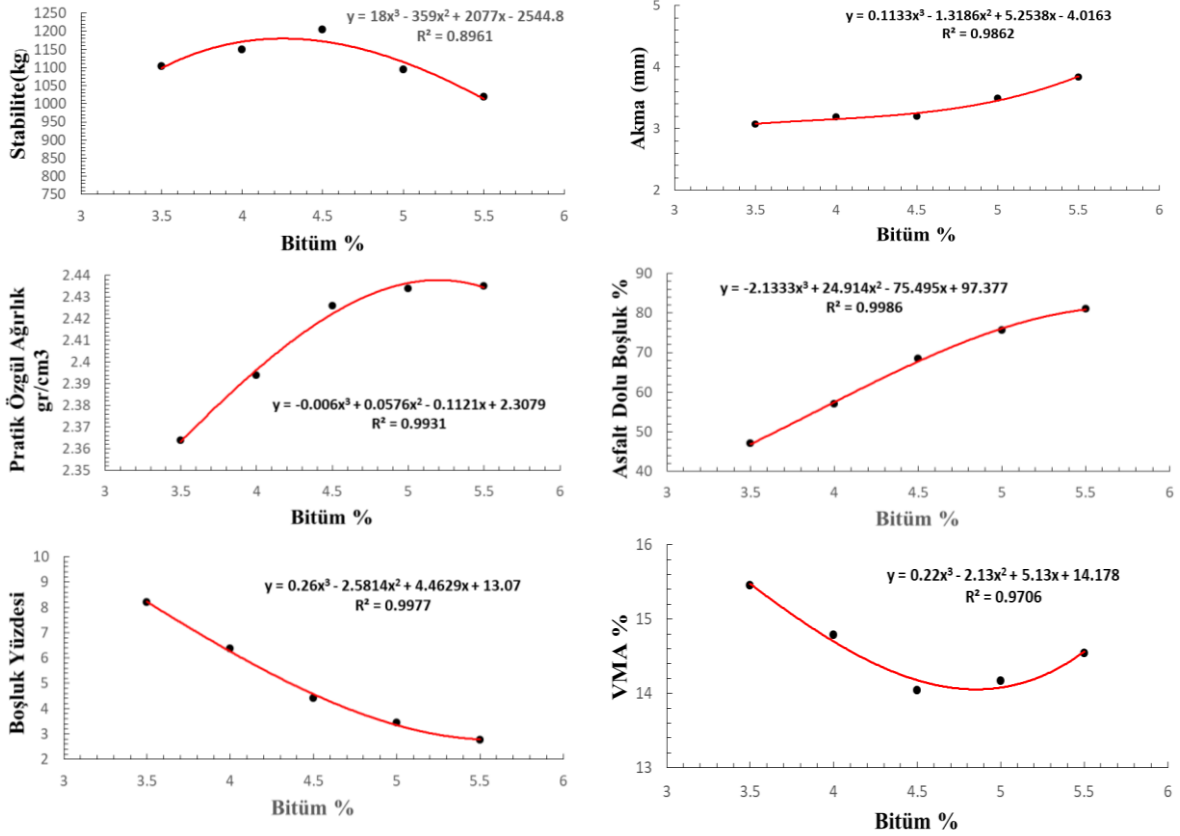 y = 18x³ - 359x² + 2077x - 2544.8
R² = 0.8961
Stabilite(kg)
1250
1200
1150
1100
1050
1000
950
900
850
800
750
3 3.5 4 4.5 5 5.5 6
Bitüm %
y = 0.1133x³ - 1.3186x² + 5.2538x - 4.0163
R² = 0.9862
Akma (mm)
5
4
3
2
3 3.5 4 4.5 5 5.5 6
Bitüm %
Pratik Özgül Ağırlık
gr/cm3
2.44
2.43
2.42
2.41
2.4
2.39
2.38
2.37
2.36
2.35
y = -0.006x³ + 0.0576x² - 0.1121x + 2.3079
R² = 0.9931
3 3.5 4 4.5 5 5.5 6
Bitüm %
Asfalt Dolu Boşluk %
90
80
70
60
50
40
y = -2.1333x³ + 24.914x² - 75.495x + 97.377
R² = 0.9986
3 3.5 4 4.5 5 5.5 6
Bitüm %
Boşluk Yüzdesi
10
9
8
7
6
5
4
3
2
y = 0.26x³ - 2.5814x² + 4.4629x + 13.07
R² = 0.9977
3 3.5 4 4.5 5 5.5 6
Bitüm %
VMA %
16
15
14
13
y = 0.22x³ - 2.13x² + 5.13x + 14.178
R² = 0.9706
3 3.5 4 4.5 5 5.5 6
Bitüm %